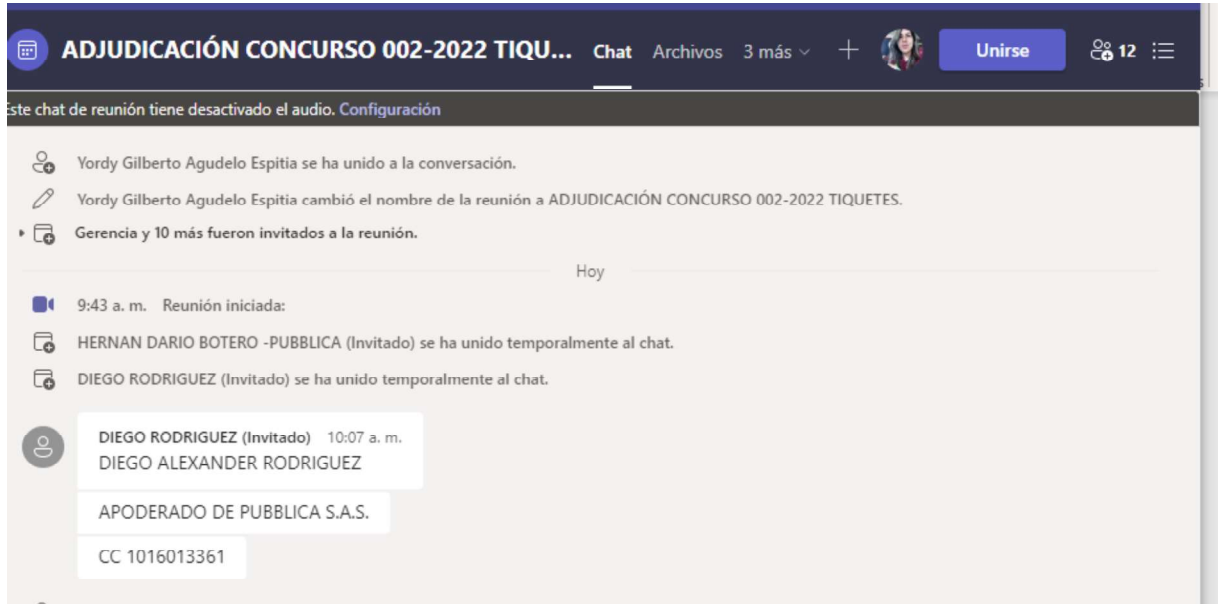 ADJUDICACIÓN CONCURSO 002-2022 TIQU... Chat Archivos 3 más + Unirse 12
Este chat de reunión tiene desactivado el audio. Configuración
Yordy Gilberto Agudelo Espitia se ha unido a la conversación.
Yordy Gilberto Agudelo Espitia cambió el nombre de la reunión a ADJUDICACIÓN CONCURSO 002-2022 TIQUETES.
Gerencia y 10 más fueron invitados a la reunión.
Hoy
9:43 a. m. Reunión iniciada:
HERNAN DARIO BOTERO -PUBBLICA (Invitado) se ha unido temporalmente al chat.
DIEGO RODRIGUEZ (Invitado) se ha unido temporalmente al chat.
DIEGO RODRIGUEZ (Invitado) 10:07 a. m.
DIEGO ALEXANDER RODRIGUEZ
APODERADO DE PUBBLICA S.A.S.
CC 1016013361